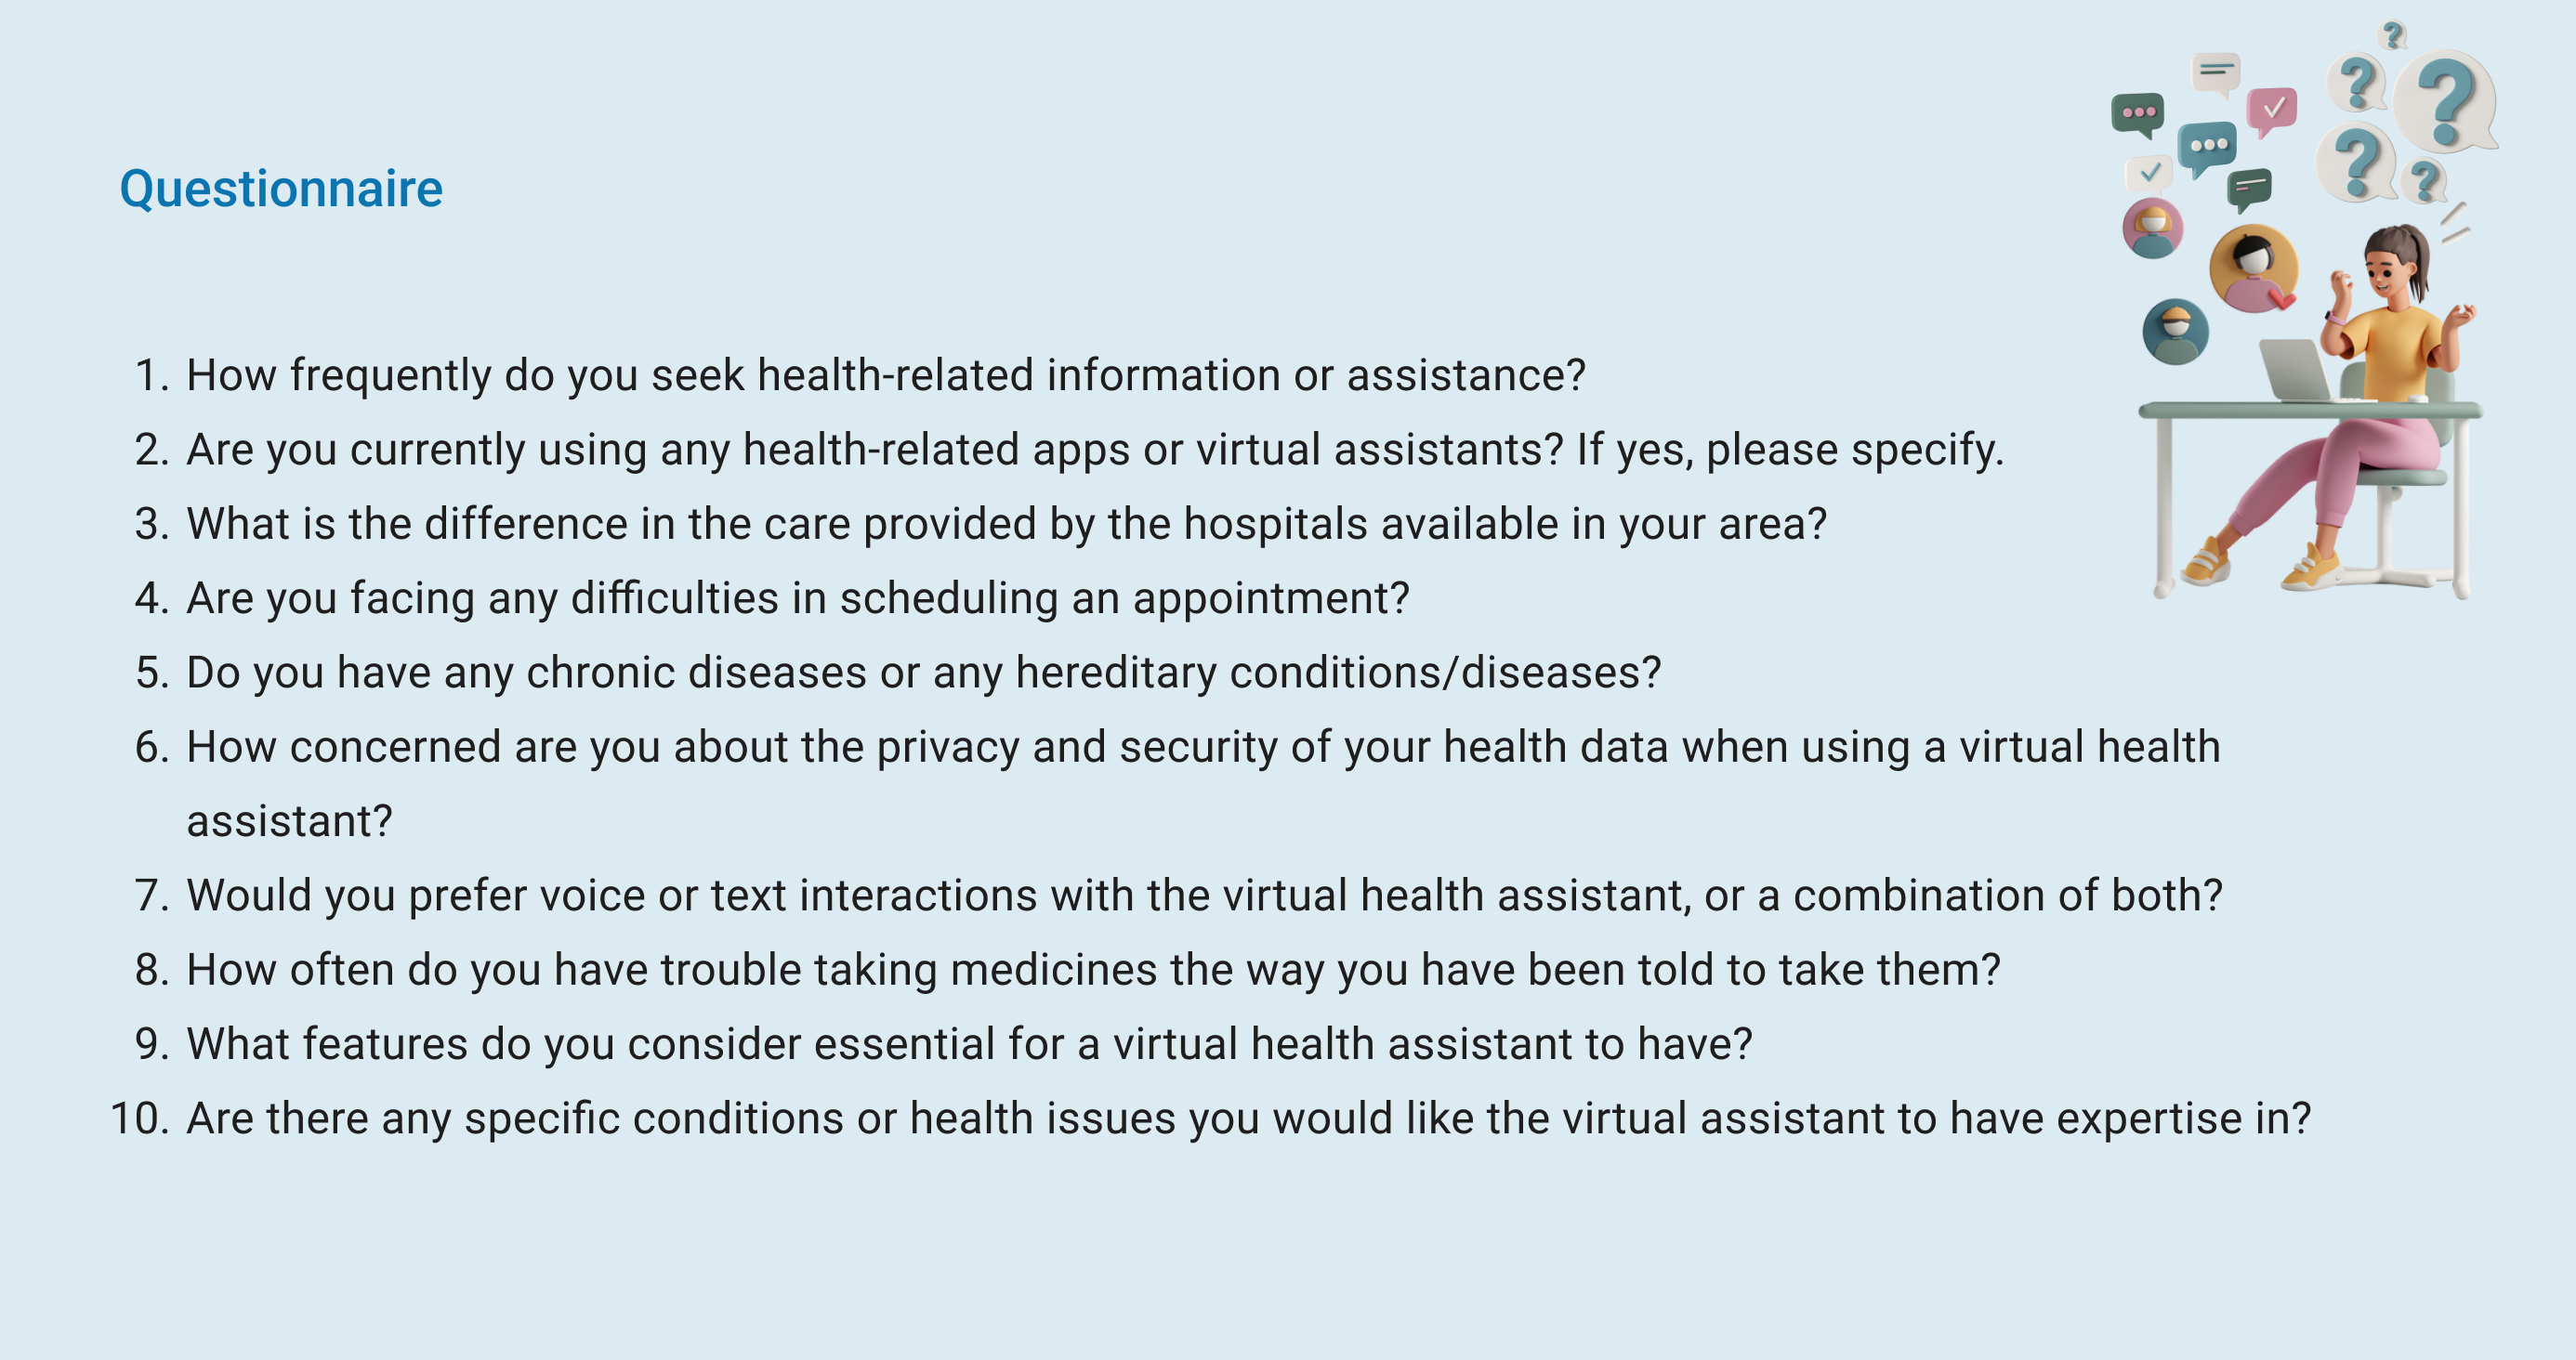 Questionnaire
1. How frequently do you seek health-related information or assistance?
2. Are you currently using any health-related apps or virtual assistants? If yes, please specify.
3. What is the difference in the care provided by the hospitals available in your area?
4. Are you facing any difficulties in scheduling an appointment?
5. Do you have any chronic diseases or any hereditary conditions/diseases?
6. How concerned are you about the privacy and security of your health data when using a virtual health
assistant?
7. Would you prefer voice or text interactions with the virtual health assistant, or a combination of both?
8. How often do you have trouble taking medicines the way you have been told to take them?
9. What features do you consider essential for a virtual health assistant to have?
10. Are there any specific conditions or health issues you would like the virtual assistant to have expertise in?